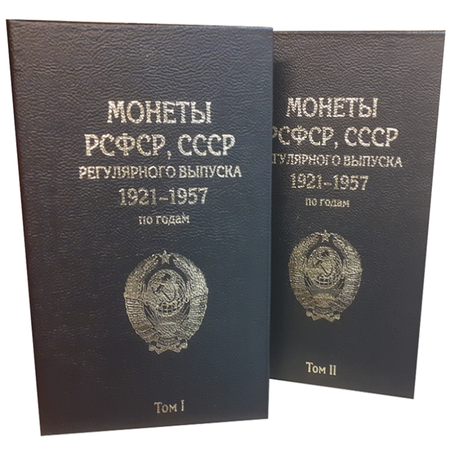 МОНЕТЫ
РСФСР, СССР
РЕГУЛЯРНОГО ВЫПУСКА
1921-1957
по годам
Том I
МОНЕТЫ
РСФСР, СССР
РЕГУЛЯРНОГО ВЫПУСКА
1921-1957
по годам
Том II